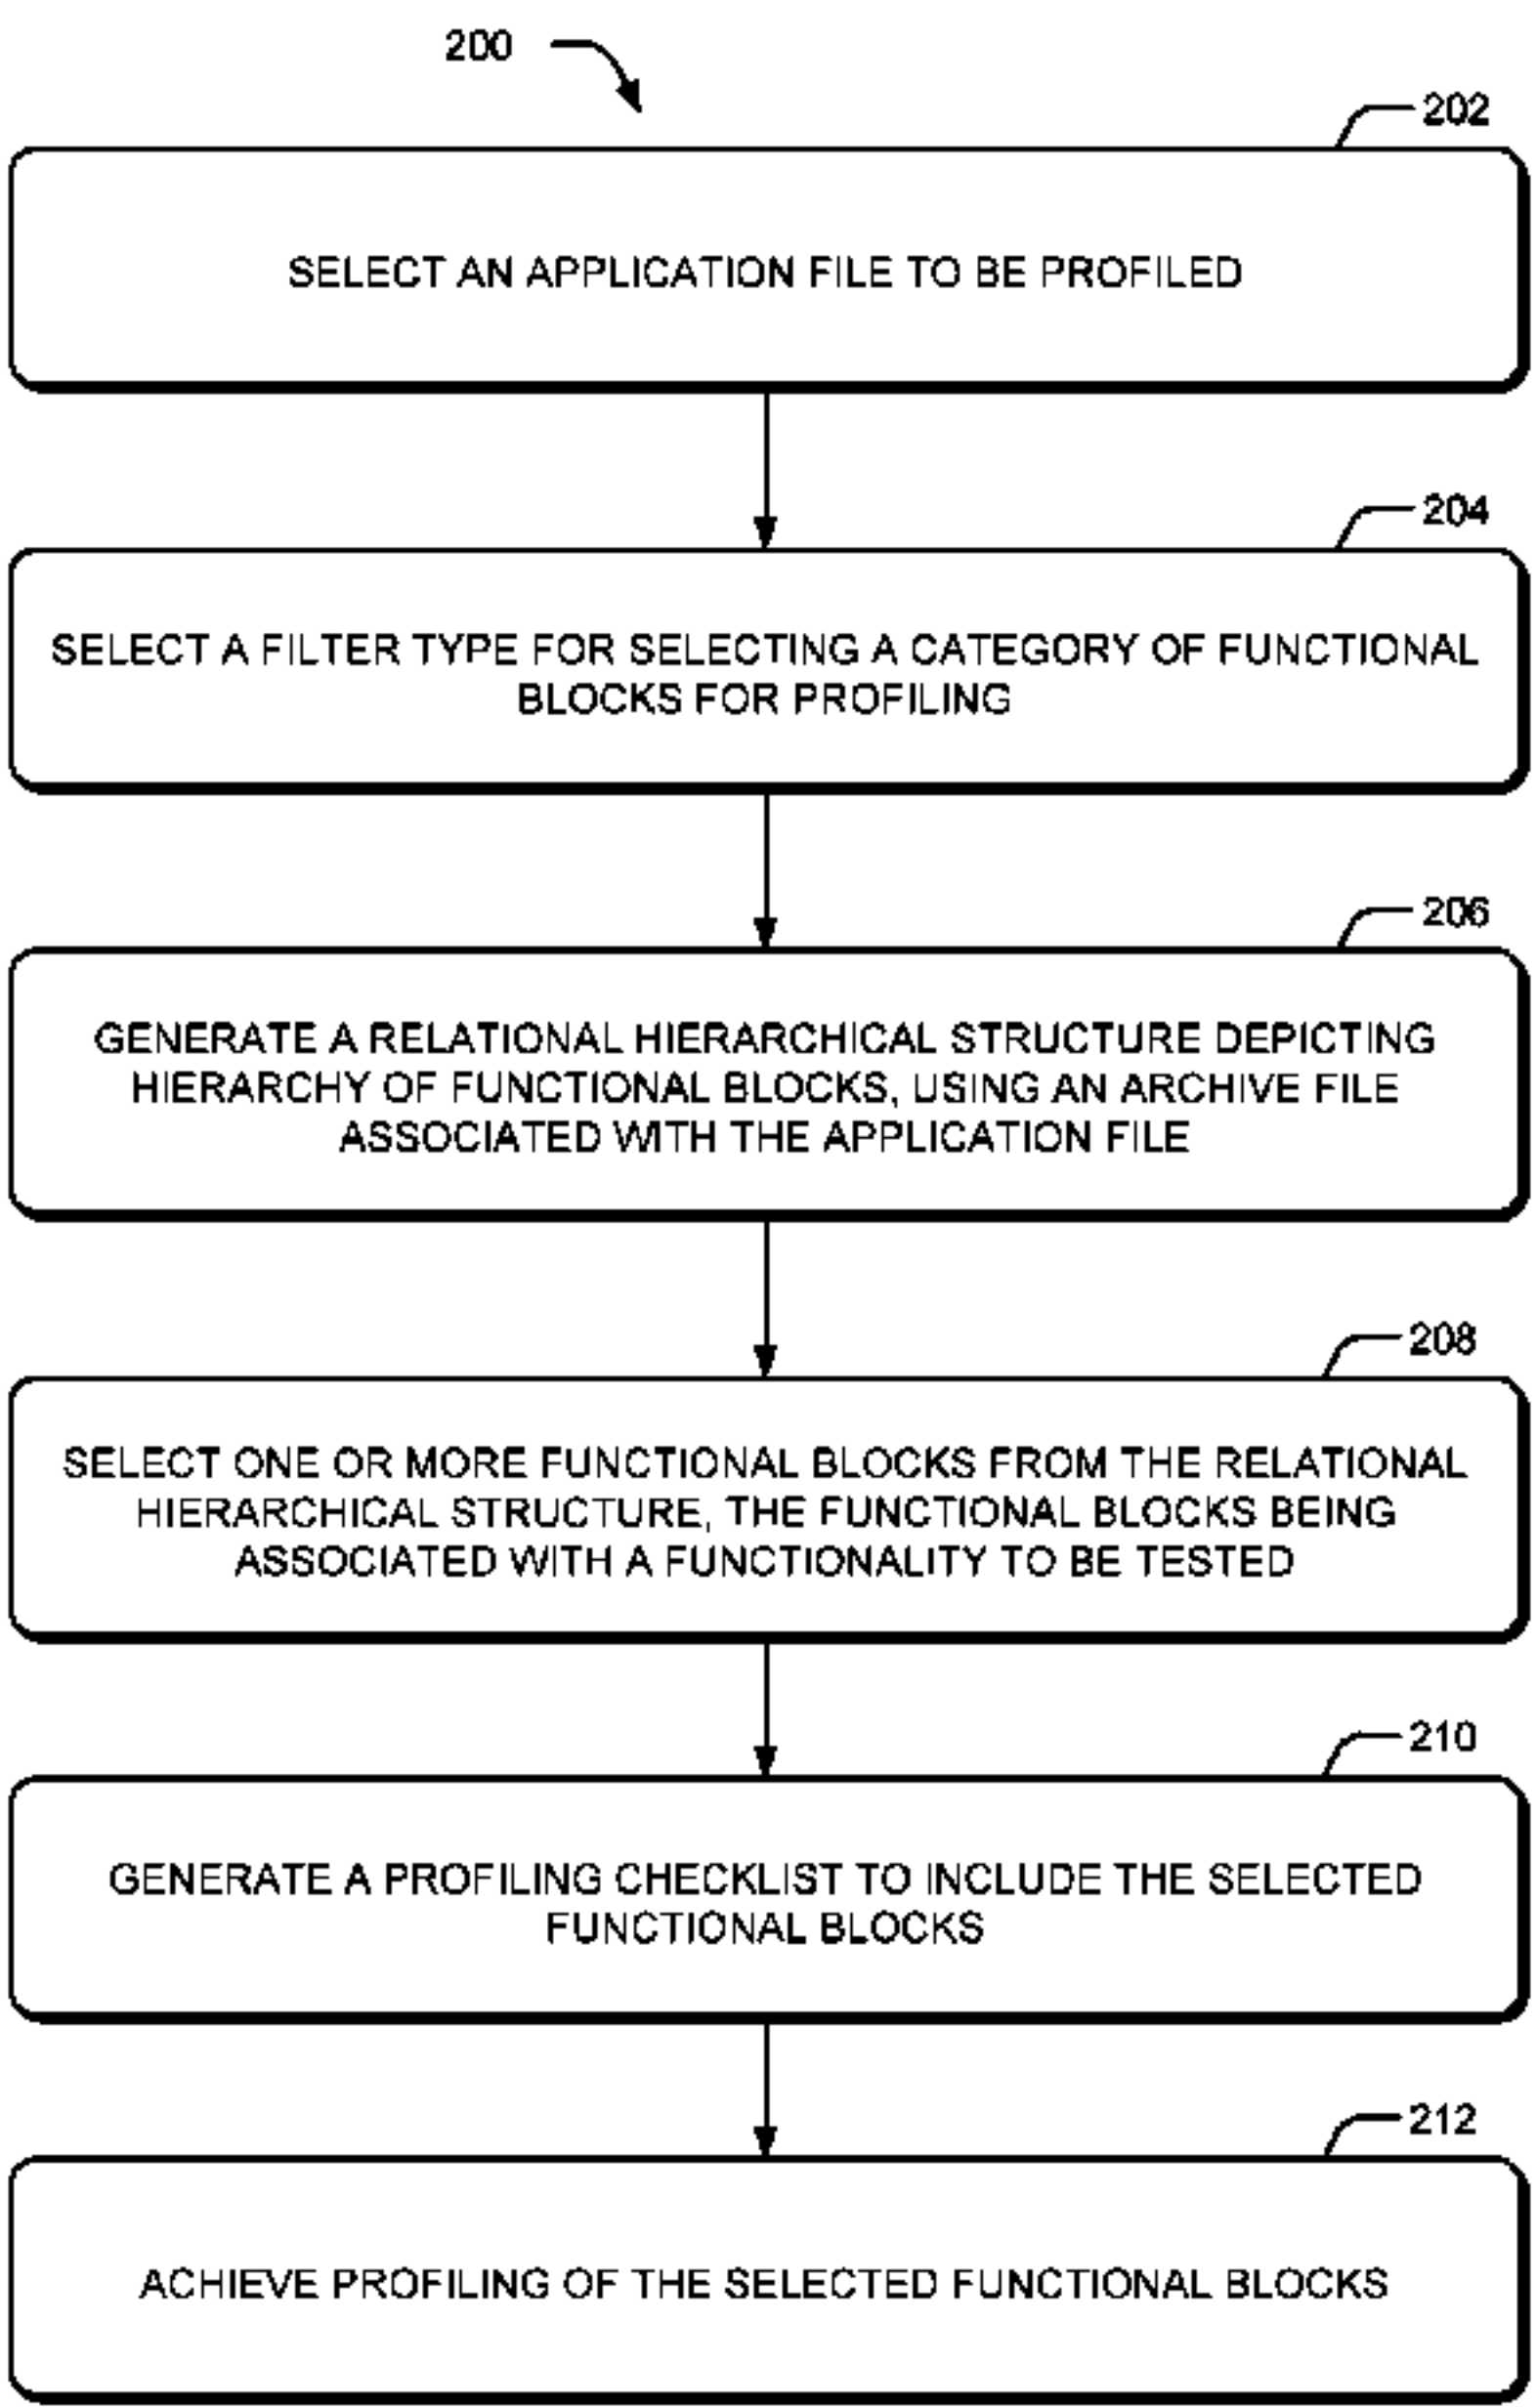 200
202
SELECT AN APPLICATION FILE TO BE PROFILED
204
SELECT A FILTER TYPE FOR SELECTING A CATEGORY OF FUNCTIONAL
BLOCKS FOR PROFILING
206
GENERATE A RELATIONAL HIERARCHICAL STRUCTURE DEPICTING
HIERARCHY OF FUNCTIONAL BLOCKS, USING AN ARCHIVE FILE
ASSOCIATED WITH THE APPLICATION FILE
208
SELECT ONE OR MORE FUNCTIONAL BLOCKS FROM THE RELATIONAL
HIERARCHICAL STRUCTURE, THE FUNCTIONAL BLOCKS BEING
ASSOCIATED WITH A FUNCTIONALITY TO BE TESTED
210
GENERATE A PROFILING CHECKLIST TO INCLUDE THE SELECTED
FUNCTIONAL BLOCKS
212
ACHIEVE PROFILING OF THE SELECTED FUNCTIONAL BLOCKS